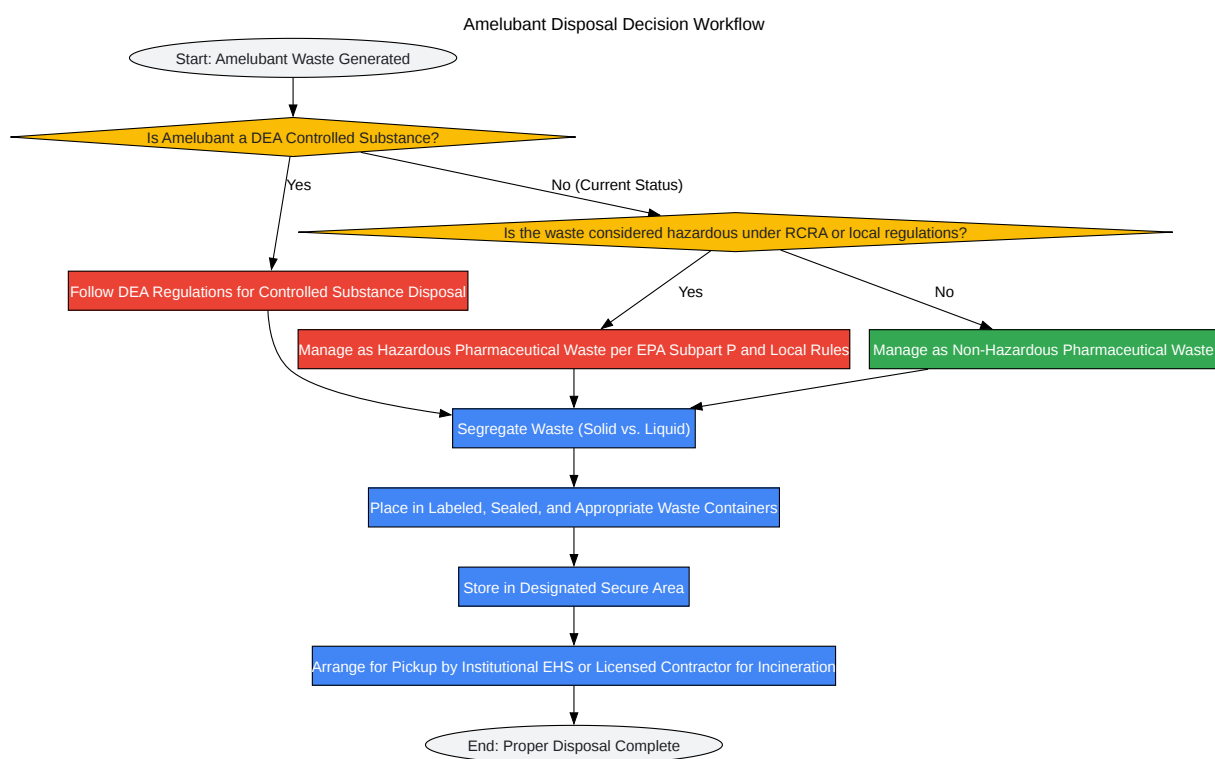 Amelubant Disposal Decision Workflow
Start: Amelubant Waste Generated
Is Amelubant a DEA Controlled Substance?
Yes
No (Current Status)
Is the waste considered hazardous under RCRA or local regulations?
Follow DEA Regulations for Controlled Substance Disposal
Yes
No
Manage as Hazardous Pharmaceutical Waste per EPA Subpart P and Local Rules
Manage as Non-Hazardous Pharmaceutical Waste
Segregate Waste (Solid vs. Liquid)
Place in Labeled, Sealed, and Appropriate Waste Containers
Store in Designated Secure Area
Arrange for Pickup by Institutional EHS or Licensed Contractor for Incineration
End: Proper Disposal Complete